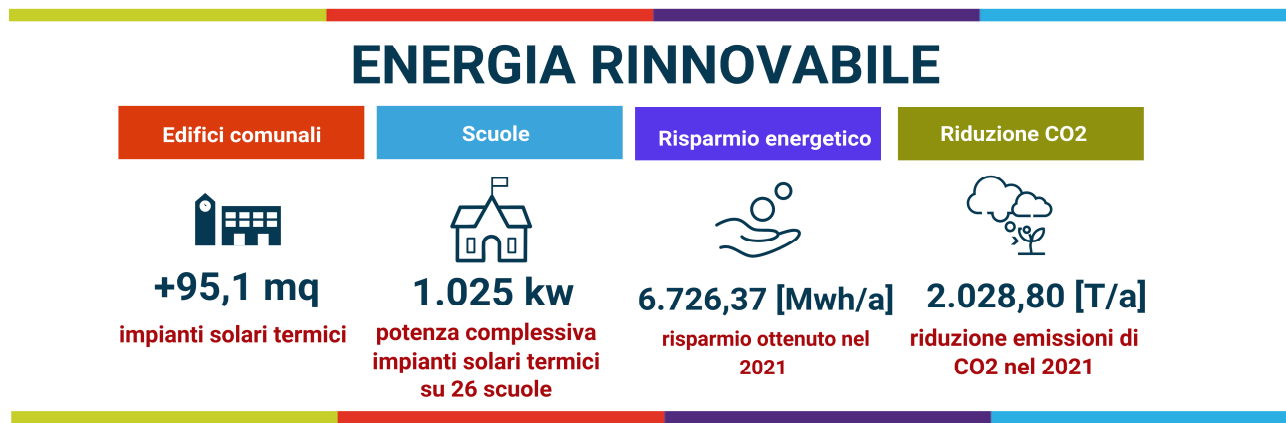 ENERGIA RINNOVABILE
Edifici comunali
+95,1 mq
impianti solari termici
Scuole
1.025 kw
potenza complessiva
impianti solari termici
su 26 scuole
Risparmio energetico
6.726,37 [Mwh/a]
risparmio ottenuto nel
2021
Riduzione CO2
2.028,80 [T/a]
riduzione emissioni di
CO2 nel 2021